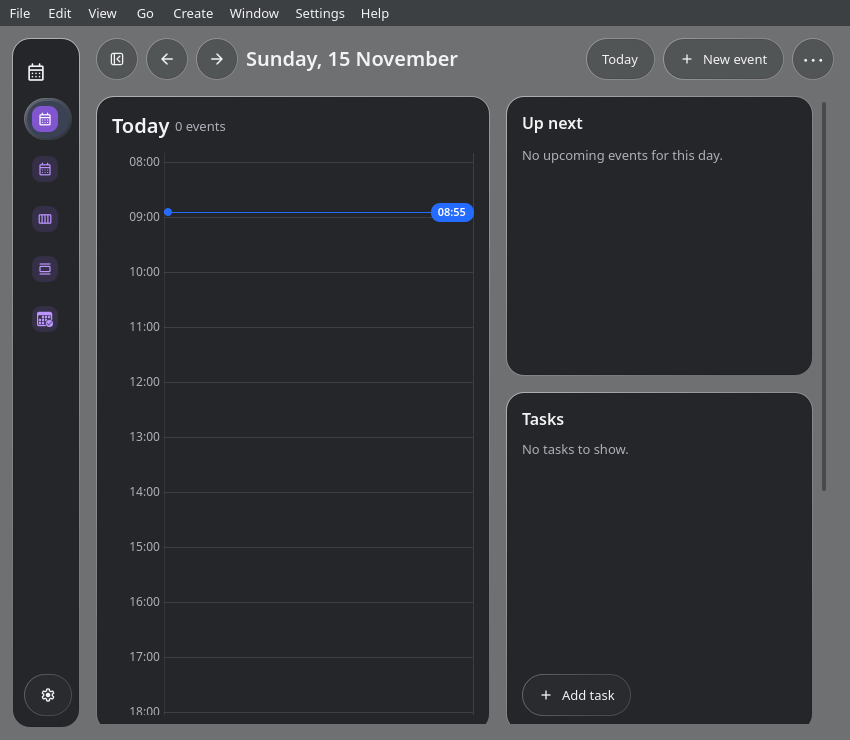 File Edit View Go Create Window Settings Help
Sunday, 15 November
Today
New event
Today 0 events
08:00
08:55
09:00
10:00
11:00
12:00
13:00
14:00
15:00
16:00
17:00
18:00
Up next
No upcoming events for this day.
Tasks
No tasks to show.
Add task